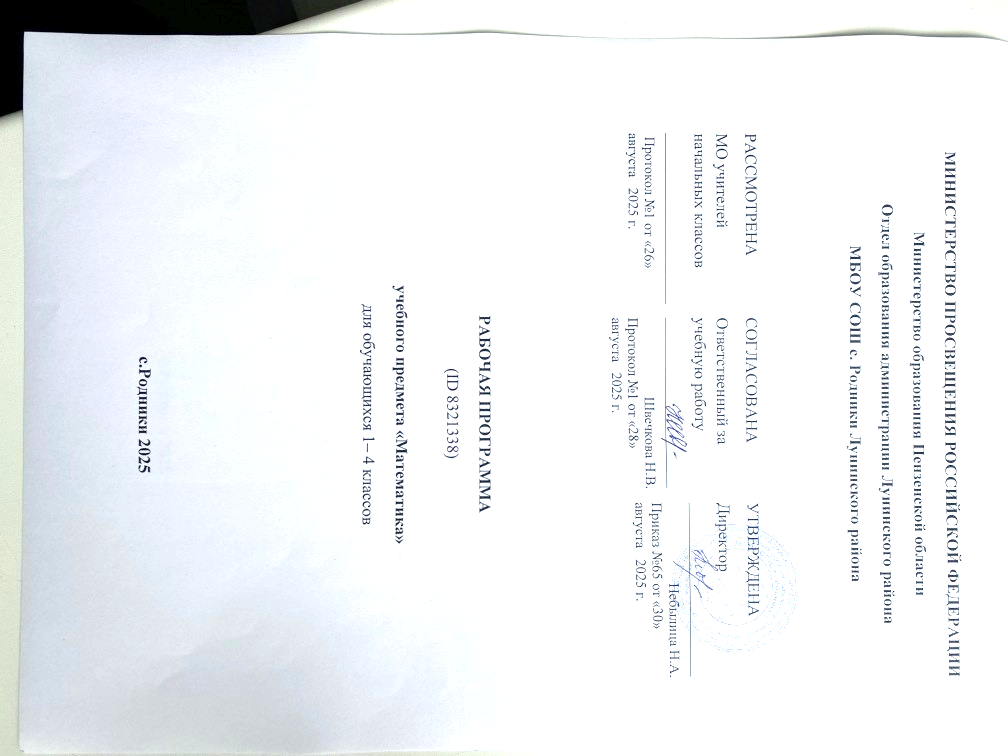 МИНИСТЕРСТВО ПРОСВЕЩЕНИЯ РОССИЙСКОЙ ФЕДЕРАЦИИ
Министерство образования Пензенской области
Отдел образования администрации Лунинского района
МБОУ СОШ с. Родники Лунинского района
РАССМОТРЕНА
МО учителей
начальных классов
Протокол №1 от «26»
августа 2025 г.
СОГЛАСОВАНА
Ответственный за
учебную работу
Швечкова Н.В.
Протокол №1 от «28»
августа 2025 г.
УТВЕРЖДЕНА
Директор
Небылица Н.А.
Приказ №65 от «30»
августа 2025 г.
РАБОЧАЯ ПРОГРАММА
(ID 8321338)
учебного предмета «Математика»
для обучающихся 1– 4 классов
с.Родники 2025